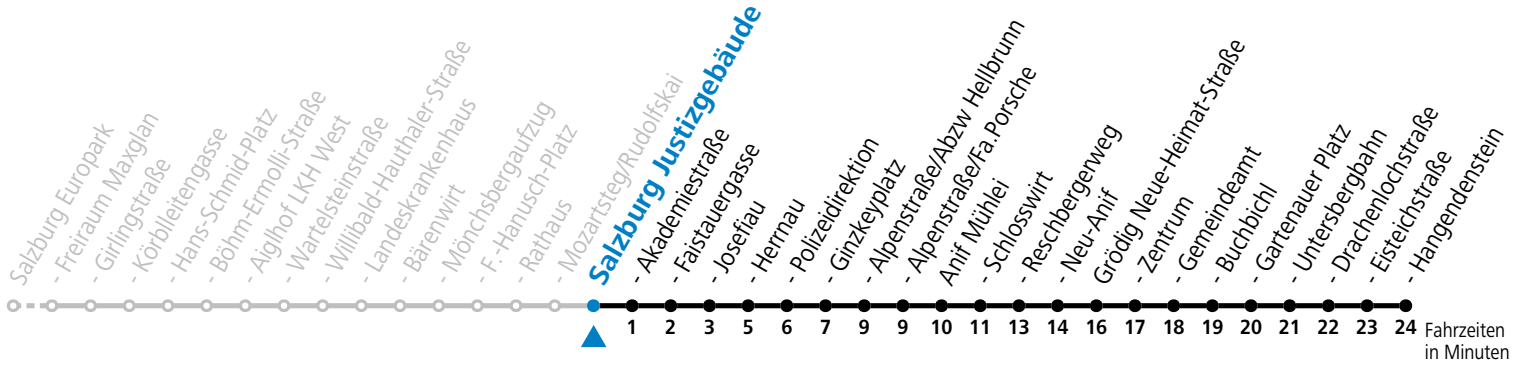 Salzburg Europark
- Freiraum Maxglan
- Girlingstraße
- Körblleitengasse
- Hans-Schmid-Platz
- Böhm-Ermolli-Straße
- Aiglhof LKH West
- Wartelsteinstraße
- Willibald-Hauthaler-Straße
- Landeskrankenhaus
- Bärenwirt
- Mönchsbergaufzug
- F.-Hanusch-Platz
- Rathaus
- Mozartsteg/Rudolfskai
Salzburg Justizgebäude
- Akademiestraße
- Faistauergasse
- Josefiau
- Herrnau
- Polizeidirektion
- Ginzkeyplatz
- Alpenstraße/Abzw Hellbrunn
- Alpenstraße/Fa.Porsche
Anif Mühlei
- Schlosswirt
- Raschbergerweg
- Neu-Anif
Grödig Neue-Heimat-Straße
- Zentrum
- Gemeindeamt
- Buchbichl
- Gartenauer Platz
- Untersbergbahn
- Drachenlochstraße
- Eisteichstraße
- Hangendenstein
1 2 3 5 6 7 9 9 10 11 13 14 16 17 18 19 20 21 22 23 24
Fahrzeiten
in Minuten